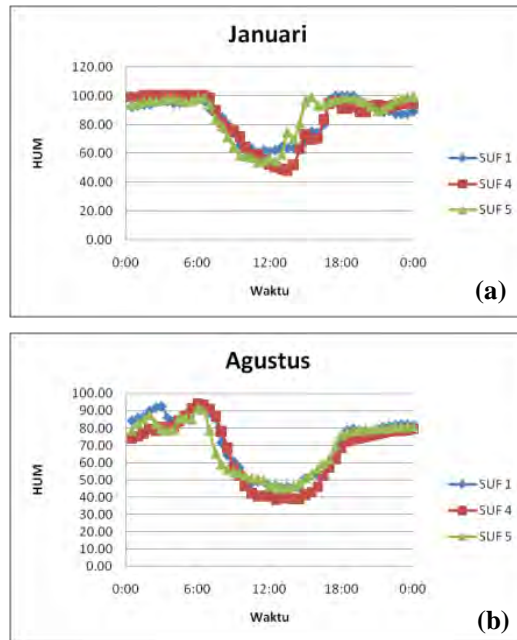 Januari
120.00
100.00
80.00
60.00
40.00
20.00
0.00
HUM
0:00 6:00 12:00 18:00 0:00
Waktu
SUF 1
SUF 4
SUF 5
(a)
Agustus
100.00
90.00
80.00
70.00
60.00
50.00
40.00
30.00
20.00
10.00
0.00
HUM
0:00 6:00 12:00 18:00 0:00
Waktu
SUF 1
SUF 4
SUF 5
(b)